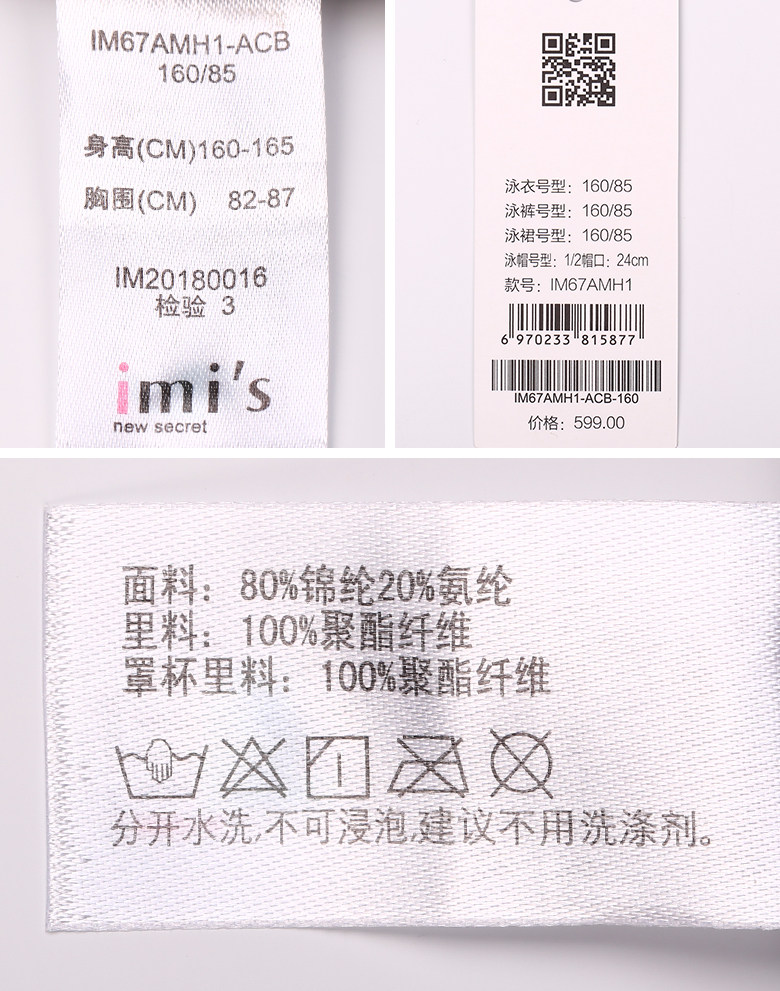 IM67AMH1-ACB
160/85
身高(CM)160-165
胸围(CM) 82-87
IM20180016
检验 3
imi's
new secret
泳衣号型：160/85
泳裤号型：160/85
泳裙号型：160/85
泳帽号型：1/2帽口：24cm
款号：IM67AMH1
6 970233 815877
IM67AMH1-ACB-160
价格：599.00
面料：80%锦纶20%氨纶
里料：100%聚酯纤维
罩杯里料：100%聚酯纤维
分开水洗,不可浸泡,建议不用洗涤剂。